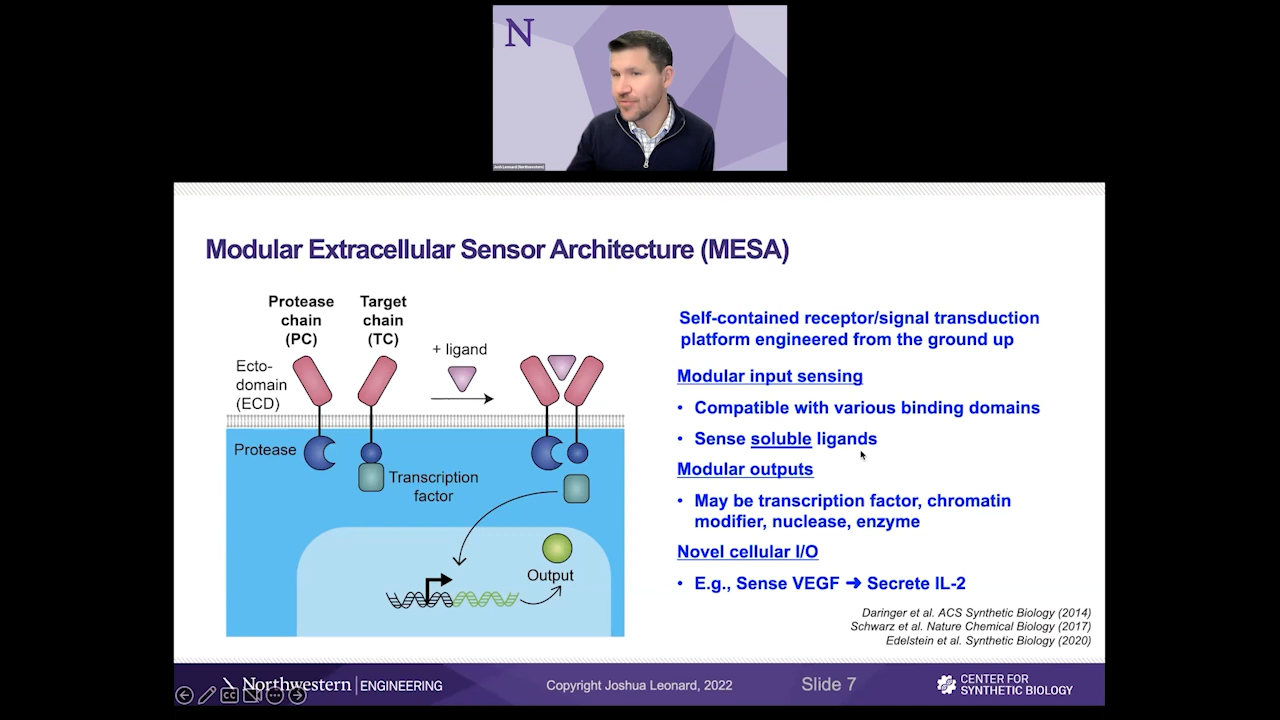 N
Josh Leonard (Northwestern)
Modular Extracellular Sensor Architecture (MESA)
Protease
chain
(PC)
Target
chain
(TC)
+ ligand
Ecto-
domain
(ECD)
Protease
Transcription
factor
Output
Self-contained receptor/signal transduction
platform engineered from the ground up
Modular input sensing
• Compatible with various binding domains
• Sense soluble ligands
Modular outputs
• May be transcription factor, chromatin
modifier, nuclease, enzyme
Novel cellular I/O
• E.g., Sense VEGF ➜ Secrete IL-2
Daringer et al. ACS Synthetic Biology (2014)
Schwarz et al. Nature Chemical Biology (2017)
Edelstein et al. Synthetic Biology (2020)
Northwestern | ENGINEERING
Copyright Joshua Leonard, 2022
Slide 7
CENTER FOR
SYNTHETIC BIOLOGY
CC